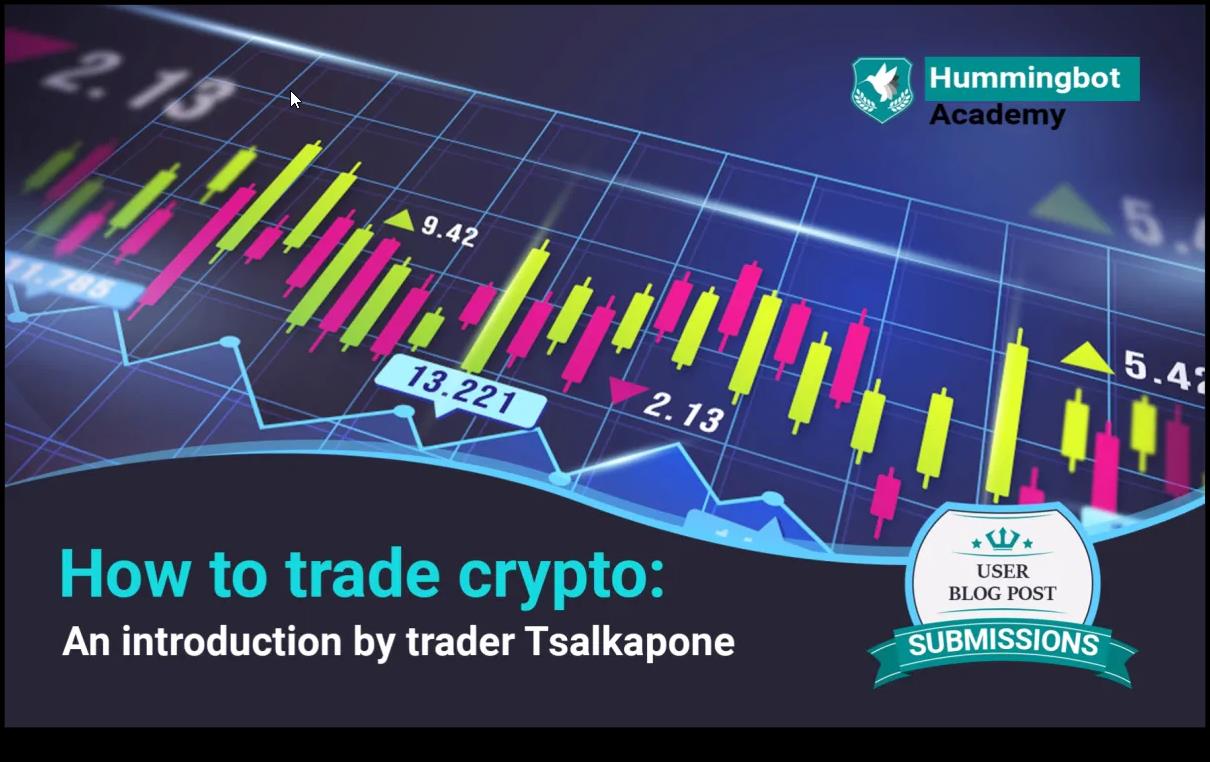 2.13
Hummingbot
Academy
9.42
11.785
5.42
13.221
2.13
How to trade crypto:
An introduction by trader Tsalkapone
USER
BLOG POST
SUBMISSIONS